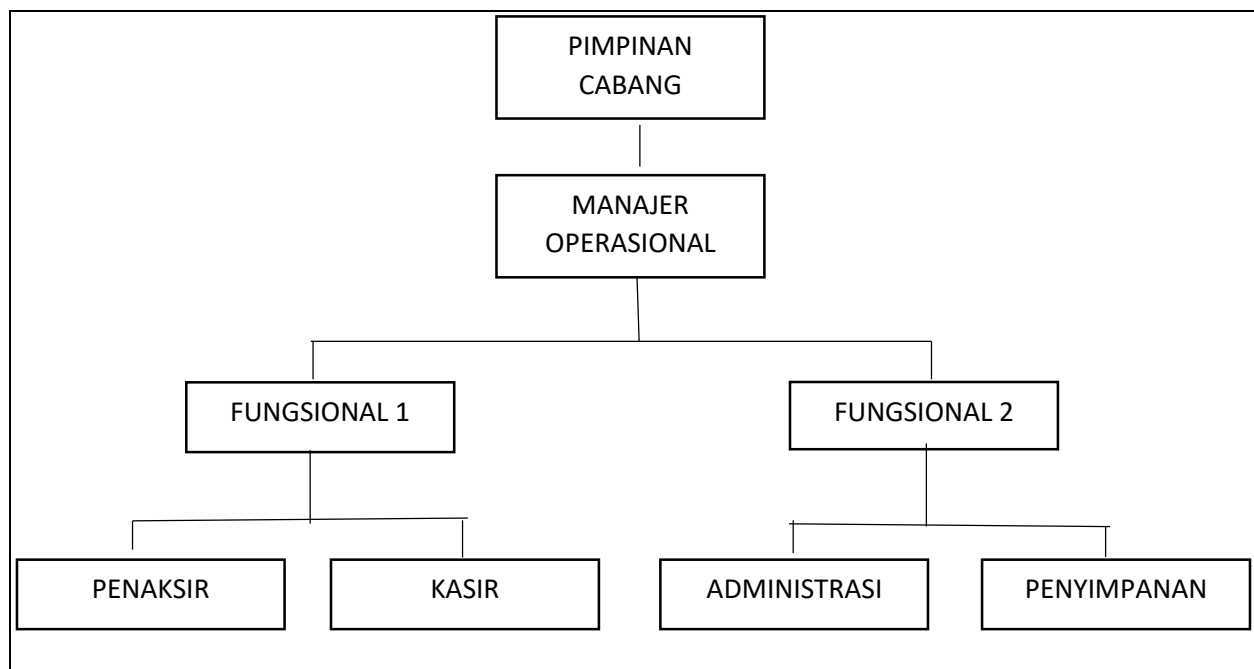 PIMPINAN
CABANG
MANAJER
OPERASIONAL
FUNGSIONAL 1
FUNGSIONAL 2
PENAKSIR
KASIR
ADMINISTRASI
PENYIMPANAN